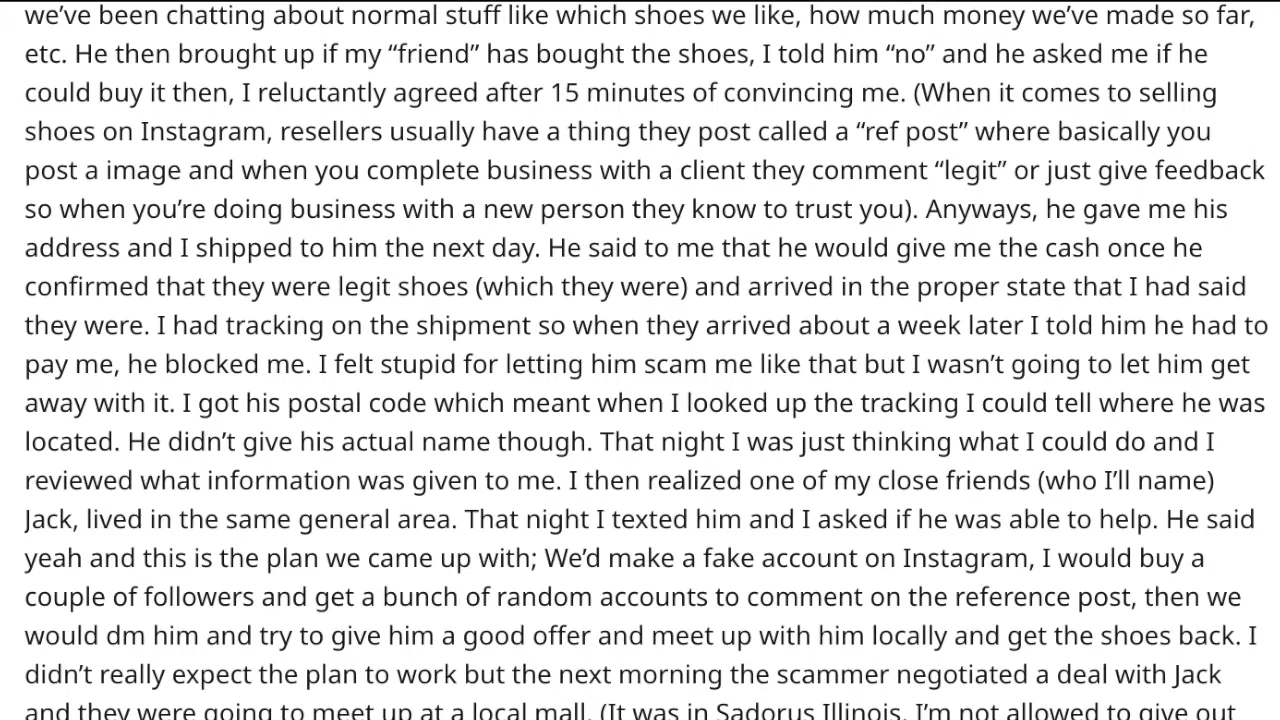 we’ve been chatting about normal stuff like which shoes we like, how much money we’ve made so far,
etc. He then brought up if my “friend” has bought the shoes, I told him “no” and he asked me if he
could buy it then, I reluctantly agreed after 15 minutes of convincing me. (When it comes to selling
shoes on Instagram, resellers usually have a thing they post called a “ref post” where basically you
post a image and when you complete business with a client they comment “legit” or just give feedback
so when you’re doing business with a new person they know to trust you). Anyways, he gave me his
address and I shipped to him the next day. He said to me that he would give me the cash once he
confirmed that they were legit shoes (which they were) and arrived in the proper state that I had said
they were. I had tracking on the shipment so when they arrived about a week later I told him he had to
pay me, he blocked me. I felt stupid for letting him scam me like that but I wasn’t going to let him get
away with it. I got his postal code which meant when I looked up the tracking I could tell where he was
located. He didn’t give his actual name though. That night I was just thinking what I could do and I
reviewed what information was given to me. I then realized one of my close friends (who I’ll name)
Jack, lived in the same general area. That night I texted him and I asked if he was able to help. He said
yeah and this is the plan we came up with; We’d make a fake account on Instagram, I would buy a
couple of followers and get a bunch of random accounts to comment on the reference post, then we
would dm him and try to give him a good offer and meet up with him locally and get the shoes back. I
didn’t really expect the plan to work but the next morning the scammer negotiated a deal with Jack
and they were going to meet up at a local mall. (It was in Sadorus Illinois. I’m not allowed to give out